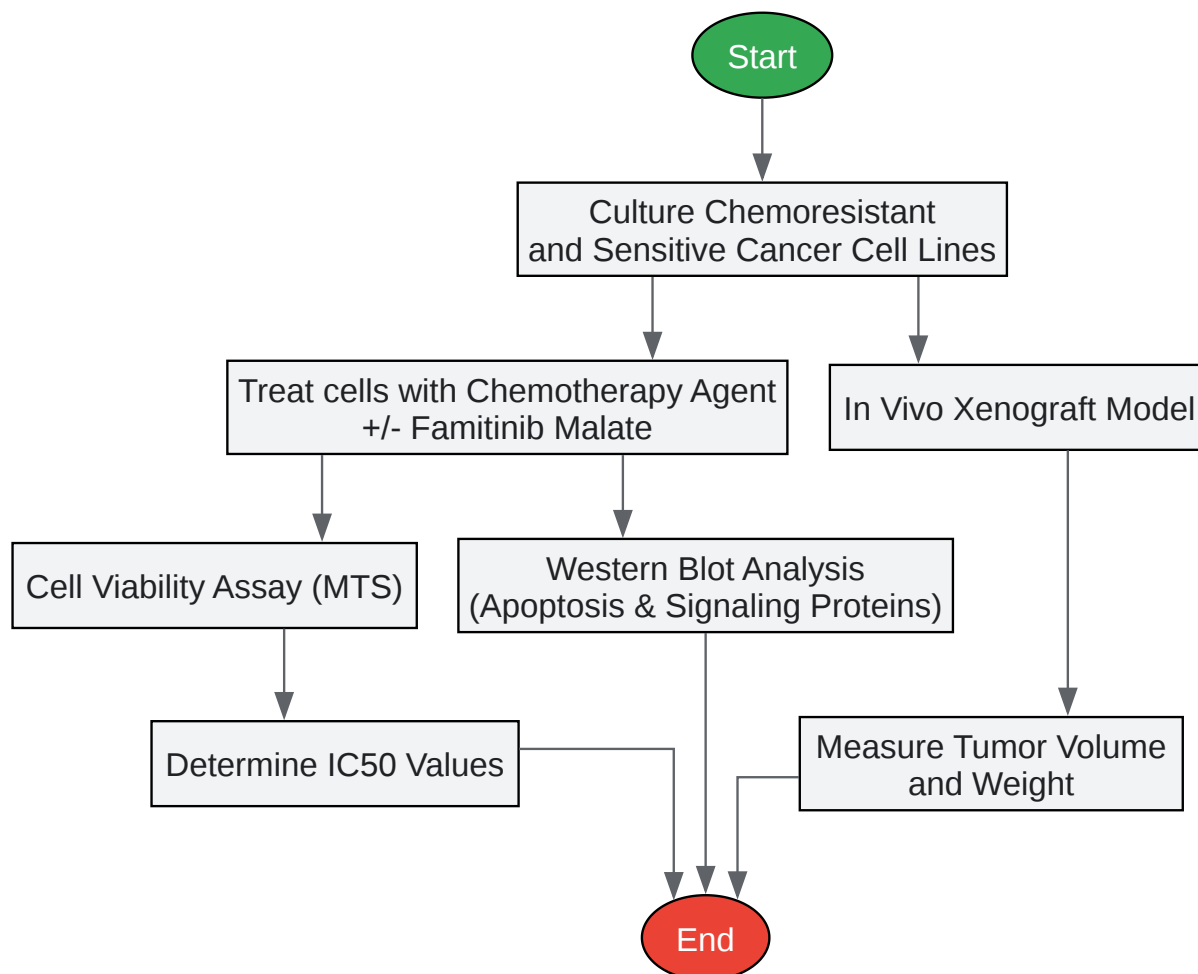 Start
Culture Chemoresistant
and Sensitive Cancer Cell Lines
Treat cells with Chemotherapy Agent
+/- Famitinib Malate
In Vivo Xenograft Model
Cell Viability Assay (MTS)
Western Blot Analysis
(Apoptosis & Signaling Proteins)
Determine IC50 Values
Measure Tumor Volume
and Weight
End